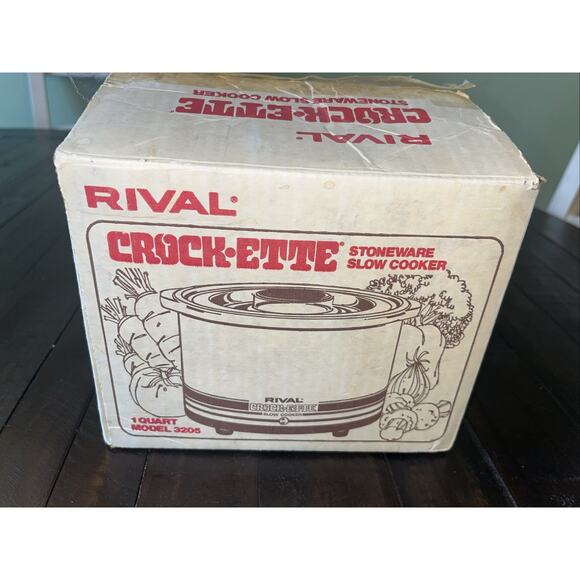 RIVAL
CROCK•ETTE®
STONEWARE SLOW COOKER
RIVAL®
CROCK•ETTE® STONEWARE
SLOW COOKER
RIVAL®
CROCK•ETTE
SLOW COOKER
1 QUART
MODEL 3205